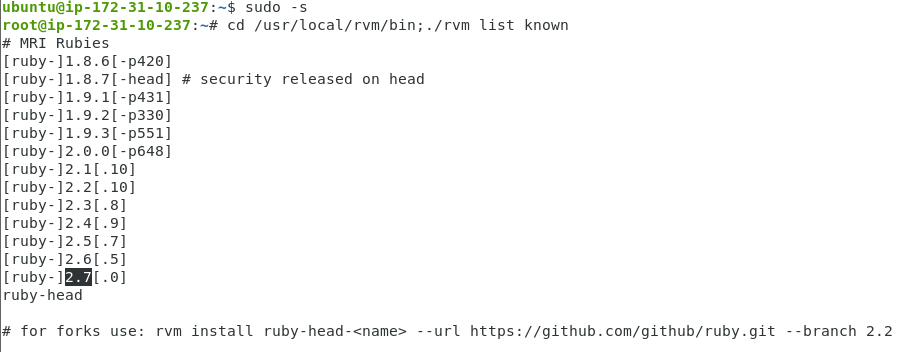 ubuntu@ip-172-31-10-237:~$ sudo -s
root@ip-172-31-10-237:~# cd /usr/local/rvm/bin;./rvm list known
# MRI Rubies
[ruby-]1.8.6[-p420]
[ruby-]1.8.7[-head] # security released on head
[ruby-]1.9.1[-p431]
[ruby-]1.9.2[-p330]
[ruby-]1.9.3[-p551]
[ruby-]2.0.0[-p648]
[ruby-]2.1[.10]
[ruby-]2.2[.10]
[ruby-]2.3[.8]
[ruby-]2.4[.9]
[ruby-]2.5[.7]
[ruby-]2.6[.5]
[ruby-]2.7[.0]
ruby-head
# for forks use: rvm install ruby-head-<name> --url https://github.com/github/ruby.git --branch 2.2